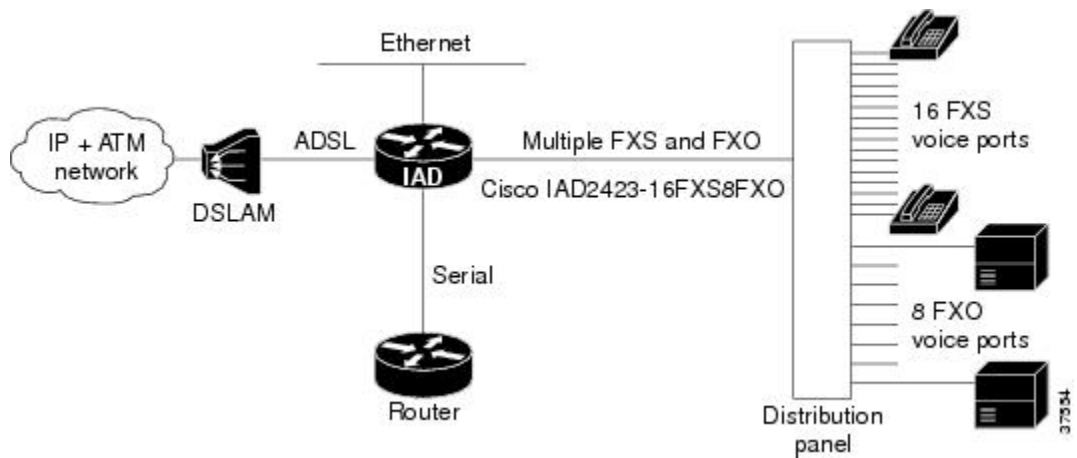 Ethernet
IP + ATM
network
ADSL
DSLAM
IAD
Multiple FXS and FXO
Cisco IAD2423-16FXS8FXO
16 FXS
voice ports
Serial
8 FXO
voice ports
Router
Distribution
panel
37554